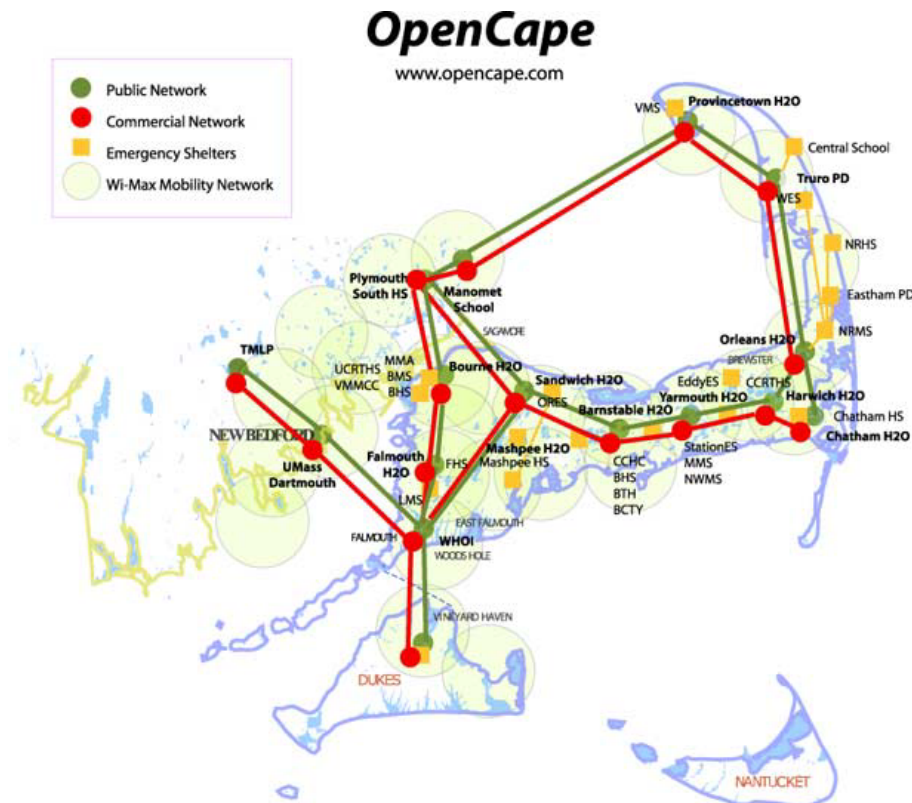 OpenCape
www.opencape.com
Public Network
Commercial Network
Emergency Shelters
Wi-Max Mobility Network
VMS
Provincetown H2O
Central School
Truro PD
WES
NRHS
Plymouth
South HS
Manomet
School
Eastham PD
SAGAMORE
NRMS
Orleans H2O
TMLP
BREWSTER
UCRTHS
VMMCC
MMA
BMS
BHS
Bourne H2O
Sandwich H2O
ORES
EddyES
CCRTHS
Yarmouth H2O
Harwich H2O
Barnstable H2O
Chatham HS
Chatham H2O
NEW BEDFORD
UMass
Dartmouth
Falmouth
H2O
FHS
LMS
Mashpee H2O
Mashpee HS
CCHC
BHS
BTH
BCTY
StationES
MMS
NWMS
EAST FALMOUTH
FALMOUTH
WHOI
WOODS HOLE
VINEYARD HAVEN
DUKES
NANTUCKET